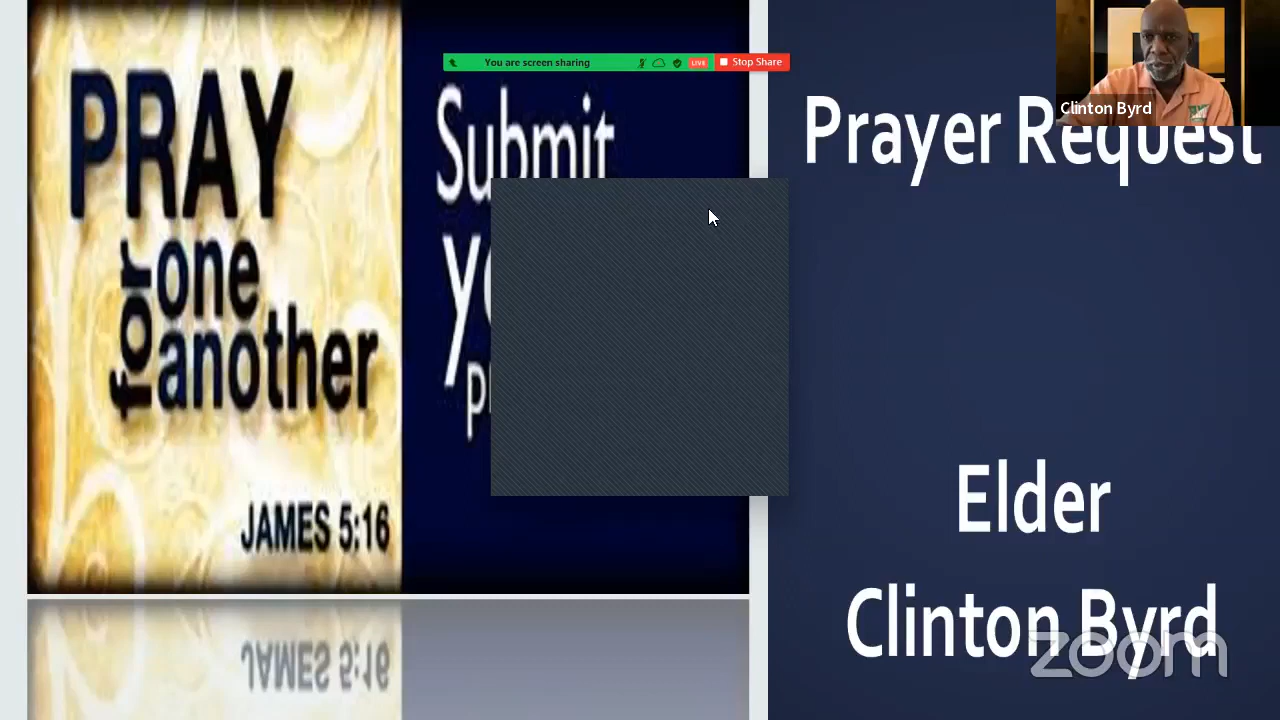 PRAY
for
one
another
JAMES 5:16
You are screen sharing
LIVE
Stop Share
Submit
Prayer Request
Clinton Byrd
Elder
Clinton Byrd
zoom
JAMES 5:16